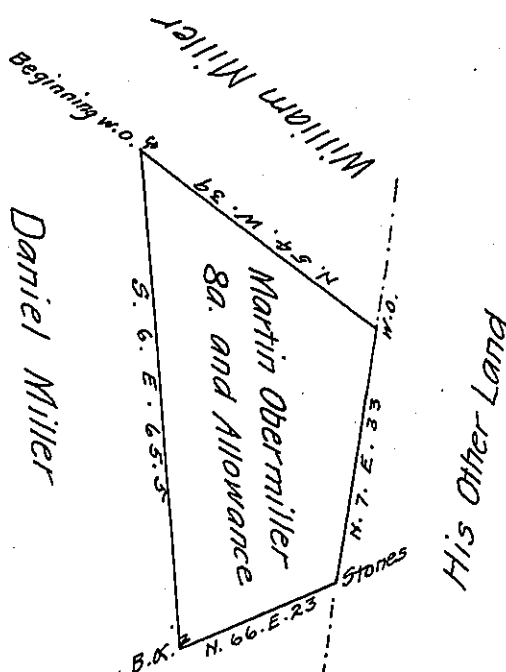 William Miller
Beginning W.O.
N. 54. W. 39
W.O.
Daniel Miller
S. 6. E. 65.5
Martin Obermiller
8a. and Allowance
N. 7. E. 33
His Other Land
Stones
N. 66. E. 23
B.O.